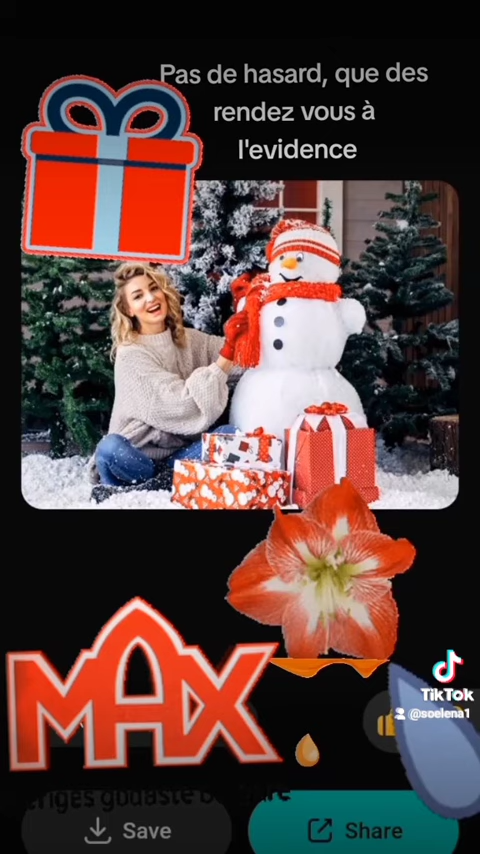 Pas de hasard, que des
rendez vous à
l'evidence
MAX
TikTok
@soelena1
Save
Share